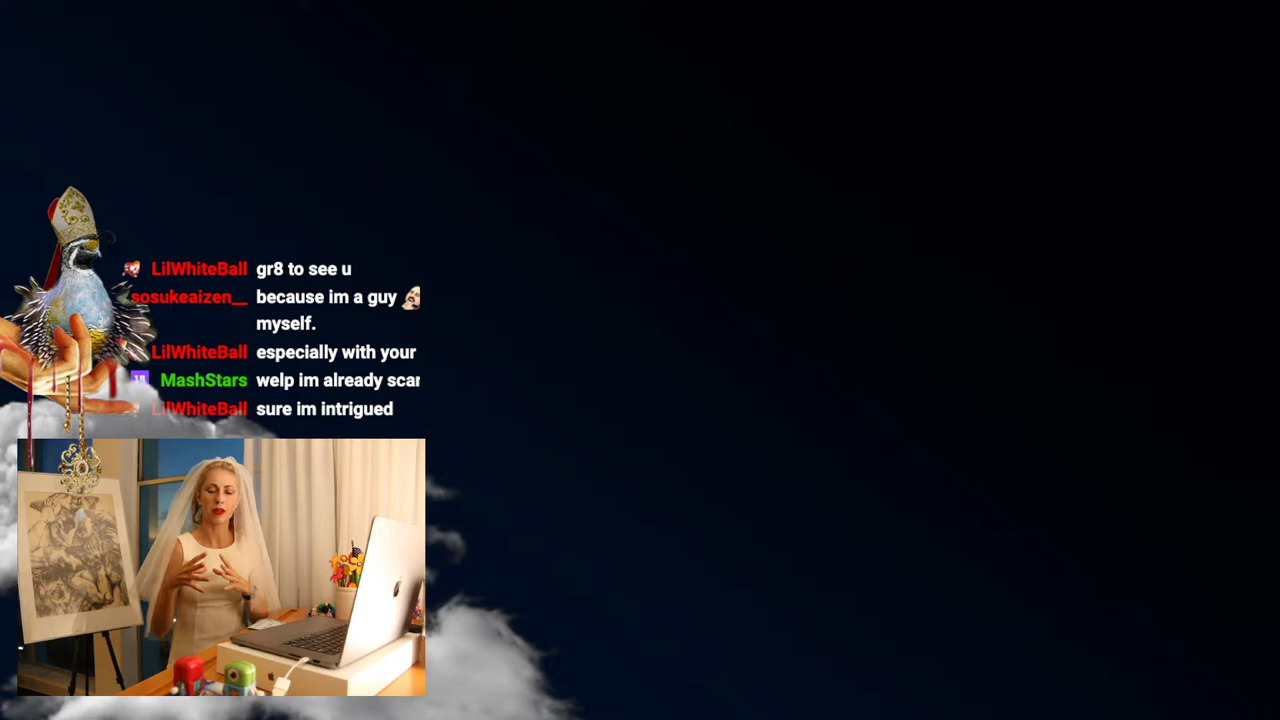 LilWhiteBall gr8 to see u
sosukeaizen__ because im a guy
myself.
LilWhiteBall especially with your
MashStars welp im already scar
LilWhiteBall sure im intrigued